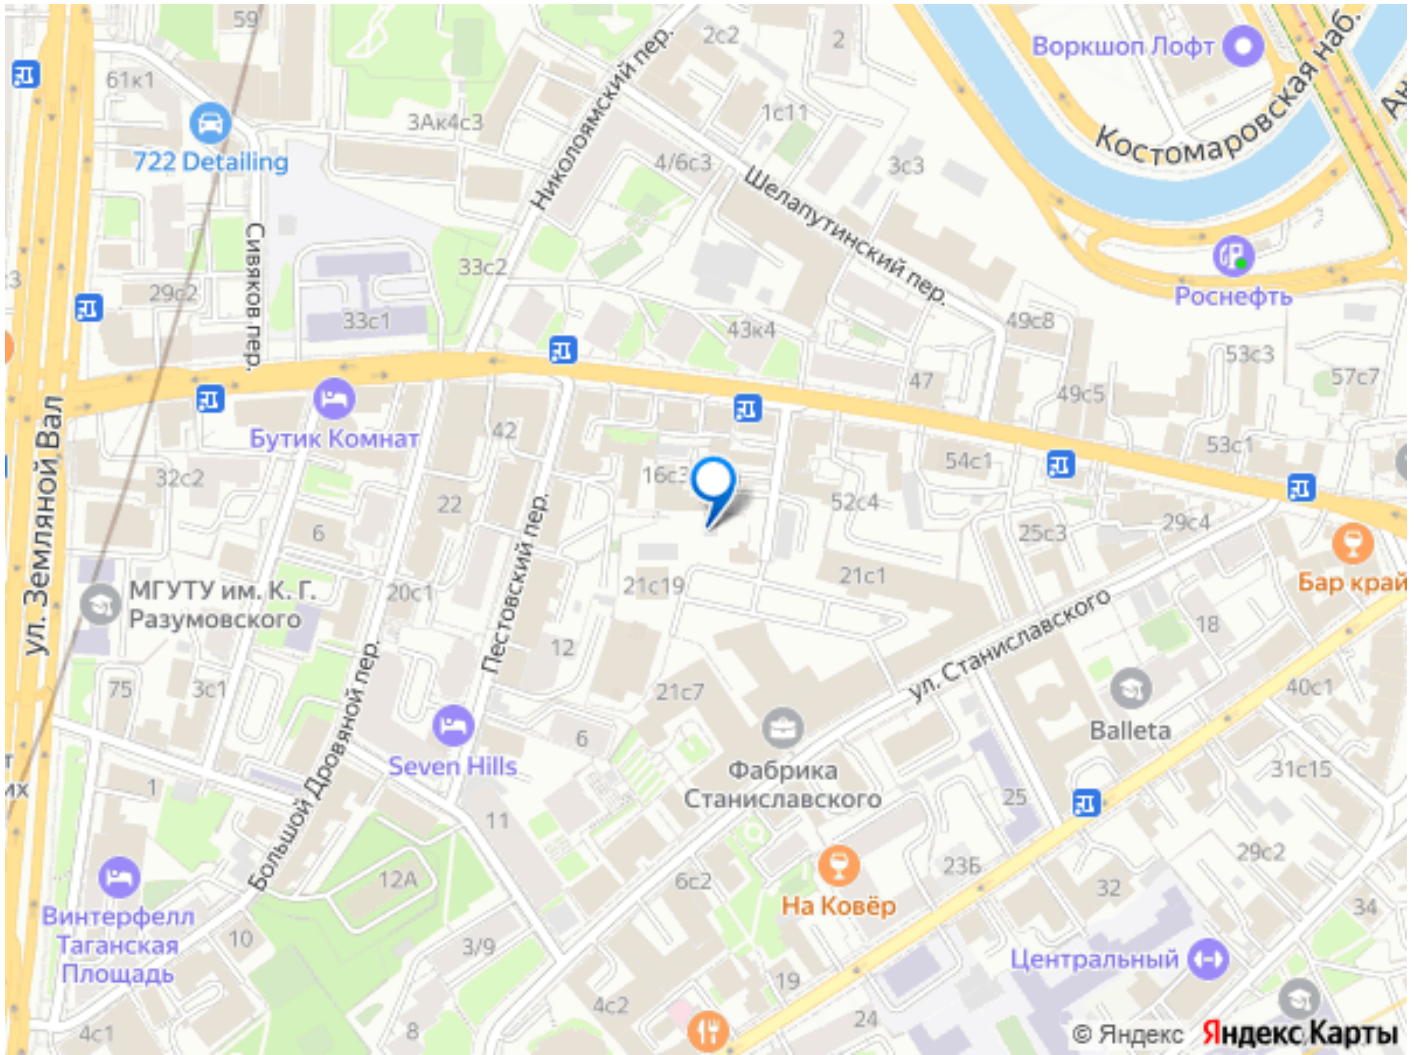 59
2с2
2
Воркшоп Лофт
Костомаровская наб.
61к1
Николоямский пер.
3Ак4с3
1с11
722 Detailing
4/6с3
3с3
Шелапутинский пер.
Сивяков пер.
33с2
Роснефть
29с2
33с1
43к4
49с8
53с3
57с7
47
49с5
ул. Земляной Вал
Бутик Комнат
42
53с1
54с1
32с2
16с3
52с4
22
29с4
25с3
6
Пестовский пер.
Бар край
21с19
21с1
20с1
МГУТУ им. К. Г.
Разумовского
ул. Станиславского
18
12
75
3с1
21с7
40с1
Balleta
6
Seven Hills
Фабрика
Станиславского
31с15
их
1
Большой Дровяной пер.
25
11
29с2
23Б
12А
6с2
32
На Ковёр
34
Винтерфелл
Таганская
Площадь
10
3/9
Центральный
19
4с2
24
4с1
8
© Яндекс Яндекс Карты